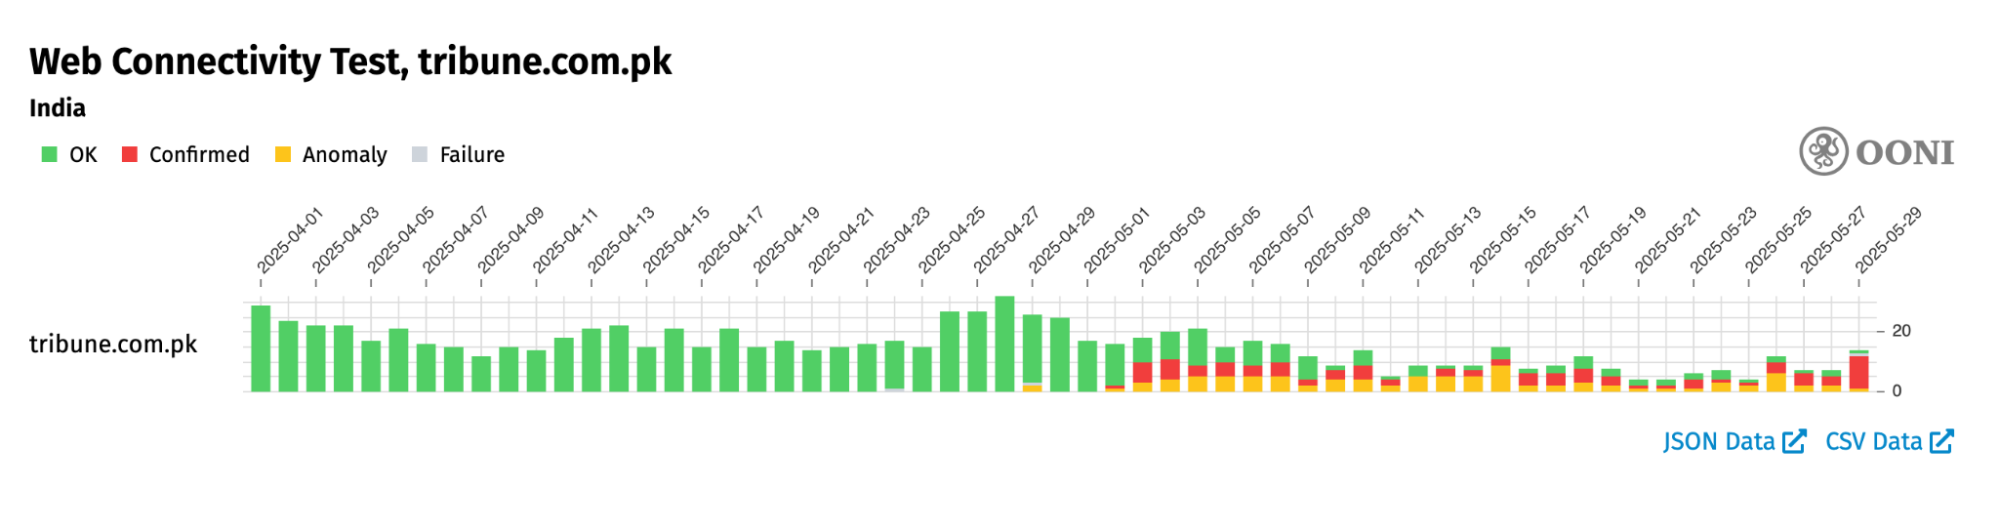 Web Connectivity Test, tribune.com.pk
India
OK Confirmed Anomaly Failure
OONI
2025-04-01 2025-04-03 2025-04-05 2025-04-07 2025-04-09 2025-04-11 2025-04-13 2025-04-15 2025-04-17 2025-04-19 2025-04-21 2025-04-23 2025-04-25 2025-04-27 2025-04-29 2025-05-01 2025-05-03 2025-05-05 2025-05-07 2025-05-09 2025-05-11 2025-05-13 2025-05-15 2025-05-17 2025-05-19 2025-05-21 2025-05-23 2025-05-25 2025-05-27 2025-05-29
20
tribune.com.pk
0
JSON Data CSV Data